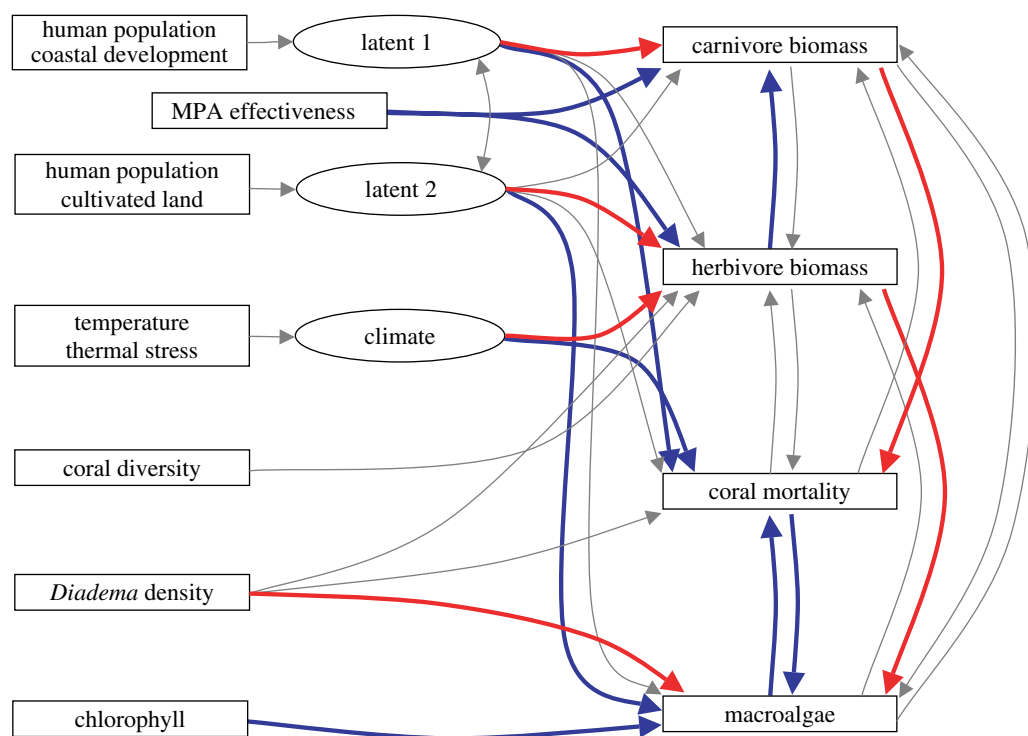 human population
coastal development
latent 1
carnivore biomass
MPA effectiveness
human population
cultivated land
latent 2
herbivore biomass
temperature
thermal stress
climate
coral diversity
coral mortality
Diadema density
chlorophyll
macroalgae